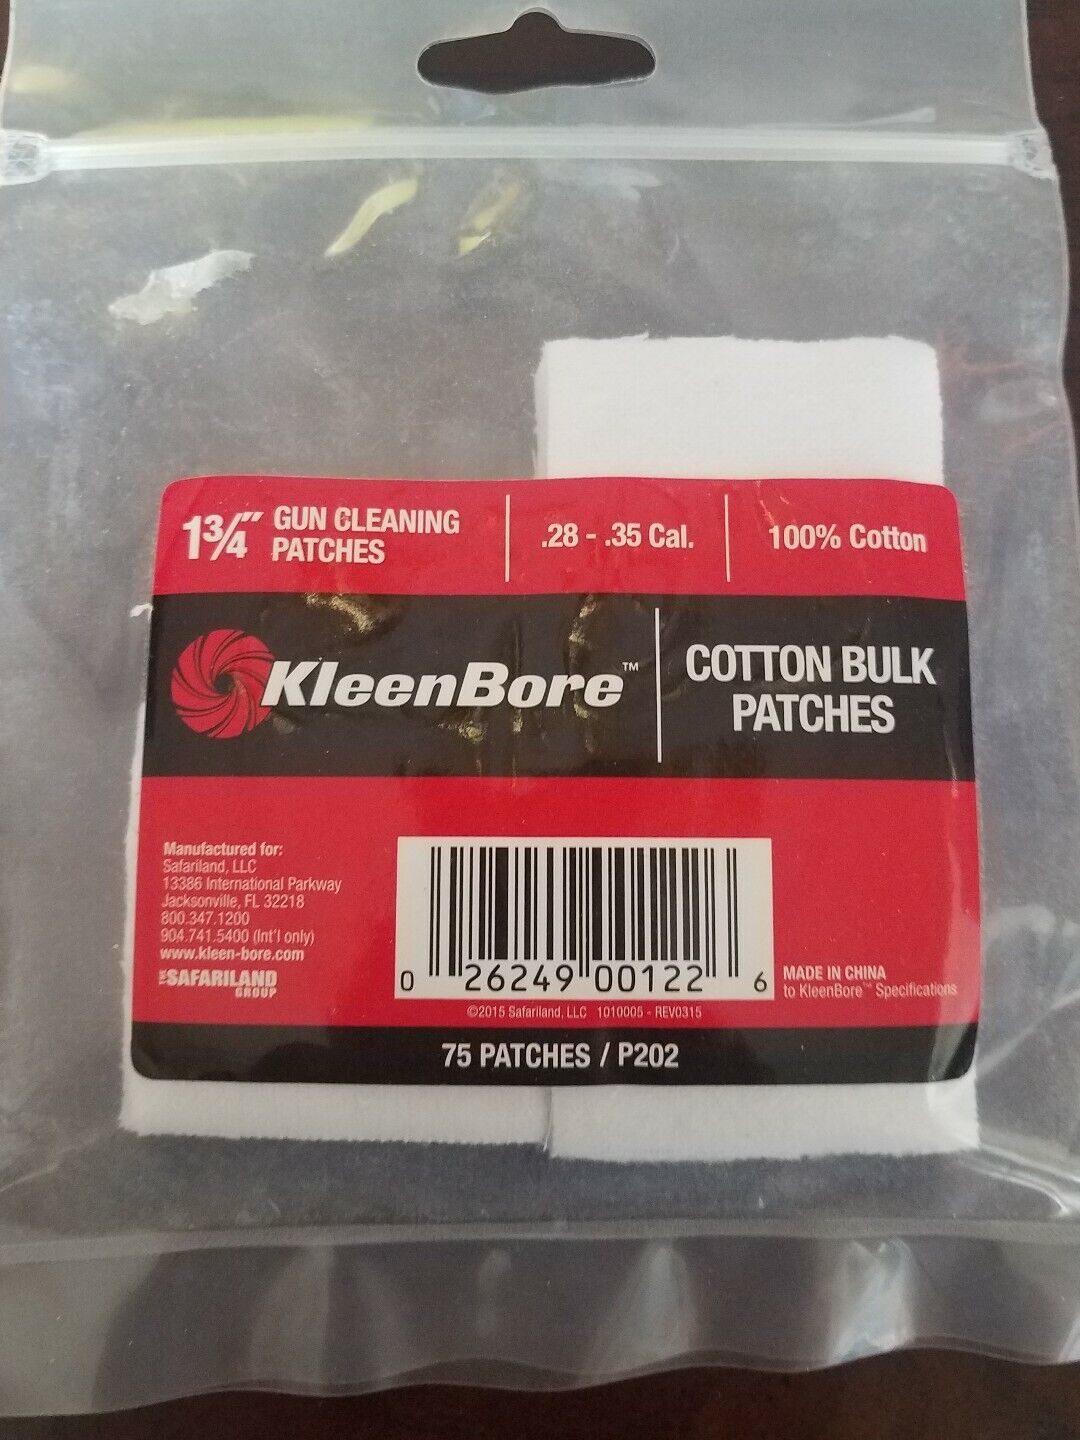 1 3/4" GUN CLEANING
PATCHES
.28 - .35 Cal.
100% Cotton
KleenBore™
COTTON BULK
PATCHES
Manufactured for:
Safariland, LLC
13386 International Parkway
Jacksonville, FL 32218
800.347.1200
904.741.5400 (Int'l only)
www.kleen-bore.com
THE SAFARILAND
GROUP
0 26249 00122 6
MADE IN CHINA
to KleenBore™ Specifications
©2015 Safariland, LLC 1010005 - REV0315
75 PATCHES / P202